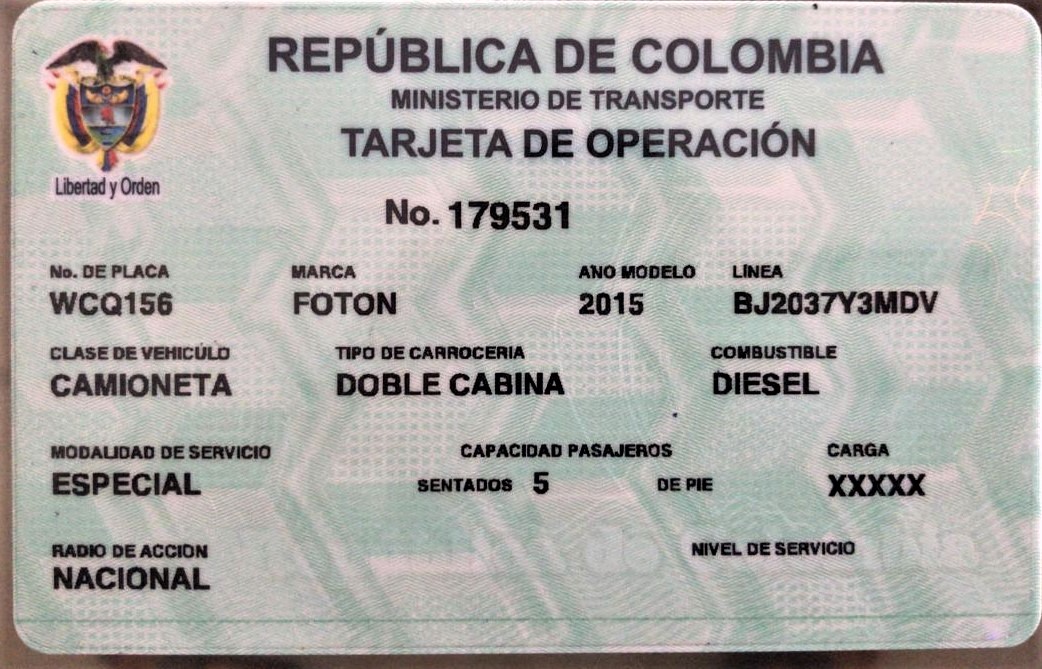 REPÚBLICA DE COLOMBIA
MINISTERIO DE TRANSPORTE
TARJETA DE OPERACIÓN
Libertad y Orden
No. 179531
No. DE PLACA MARCA AÑO MODELO LÍNEA
WCQ156 FOTON 2015 BJ2037Y3MDV
CLASE DE VEHICULO TIPO DE CARROCERIA COMBUSTIBLE
CAMIONETA DOBLE CABINA DIESEL
MODALIDAD DE SERVICIO CAPACIDAD PASAJEROS CARGA
ESPECIAL SENTADOS 5 DE PIE XXXXX
RADIO DE ACCION NIVEL DE SERVICIO
NACIONAL